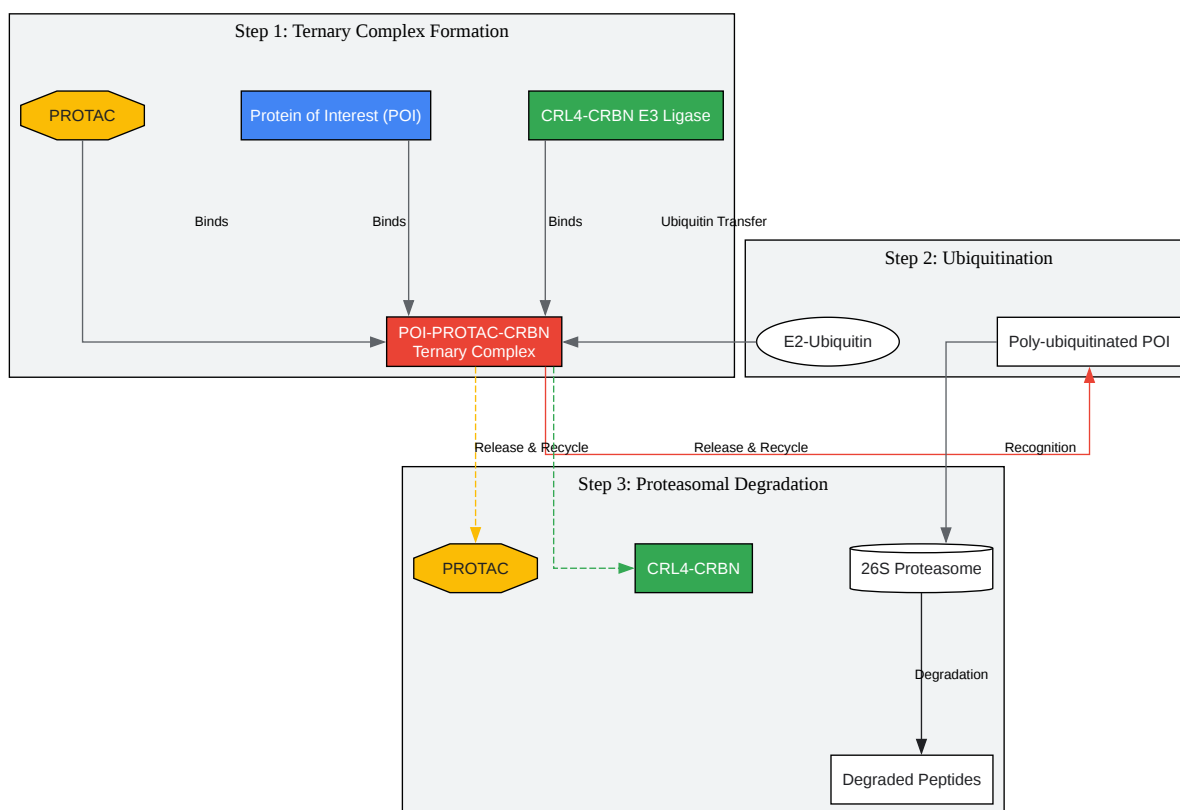 Step 1: Ternary Complex Formation
PROTAC
Protein of Interest (POI)
CRL4-CRBN E3 Ligase
Binds
Binds
Binds
Ubiquitin Transfer
Step 2: Ubiquitination
POI-PROTAC-CRBN
Ternary Complex
E2-Ubiquitin
Poly-ubiquitinated POI
Release & Recycle
Release & Recycle
Recognition
Step 3: Proteasomal Degradation
PROTAC
CRL4-CRBN
26S Proteasome
Degradation
Degraded Peptides